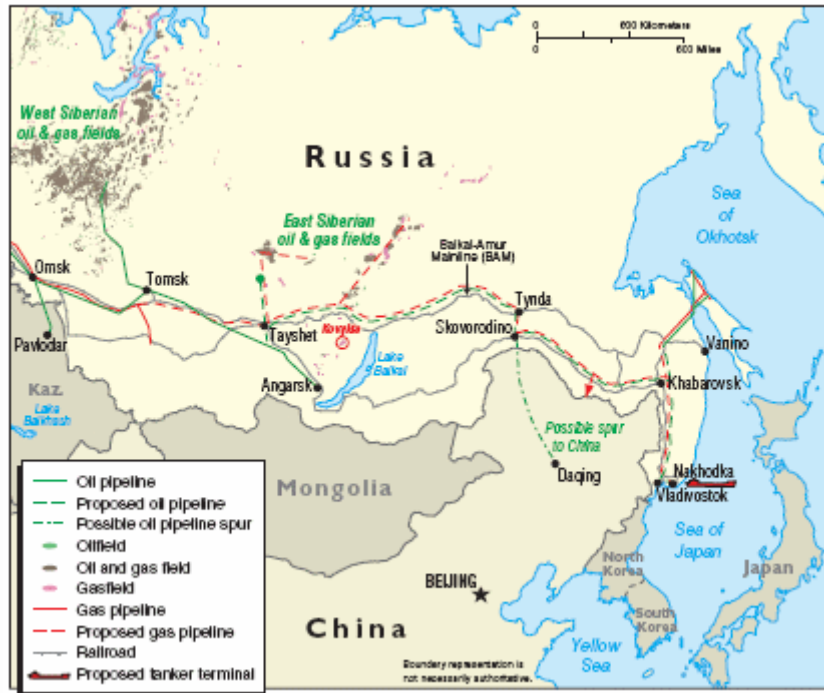 600 Kilometers
0
0
600 Miles
West Siberian
oil & gas fields
Russia
Sea
of
Okhotsk
East Siberian
oil & gas fields
Baikal-Amur
Mainline (BAM)
Omsk
Tomsk
Tynda
Tayshet
Kovykta
Skovorodino
Vanino
Pavlodar
Lake
Baikal
Khabarovsk
Angarsk
Kaz.
Lake
Balkhash
Possible spur
to China
Daqing
Nakhodka
Vladivostok
Mongolia
Oil pipeline
Proposed oil pipeline
Possible oil pipeline spur
Oilfield
Oil and gas field
Gasfield
Gas pipeline
Proposed gas pipeline
Railroad
Proposed tanker terminal
Sea of
Japan
Japan
North
Korea
South
Korea
BEIJING
China
Yellow
Sea
Boundary representation is
not necessarily authoritative.